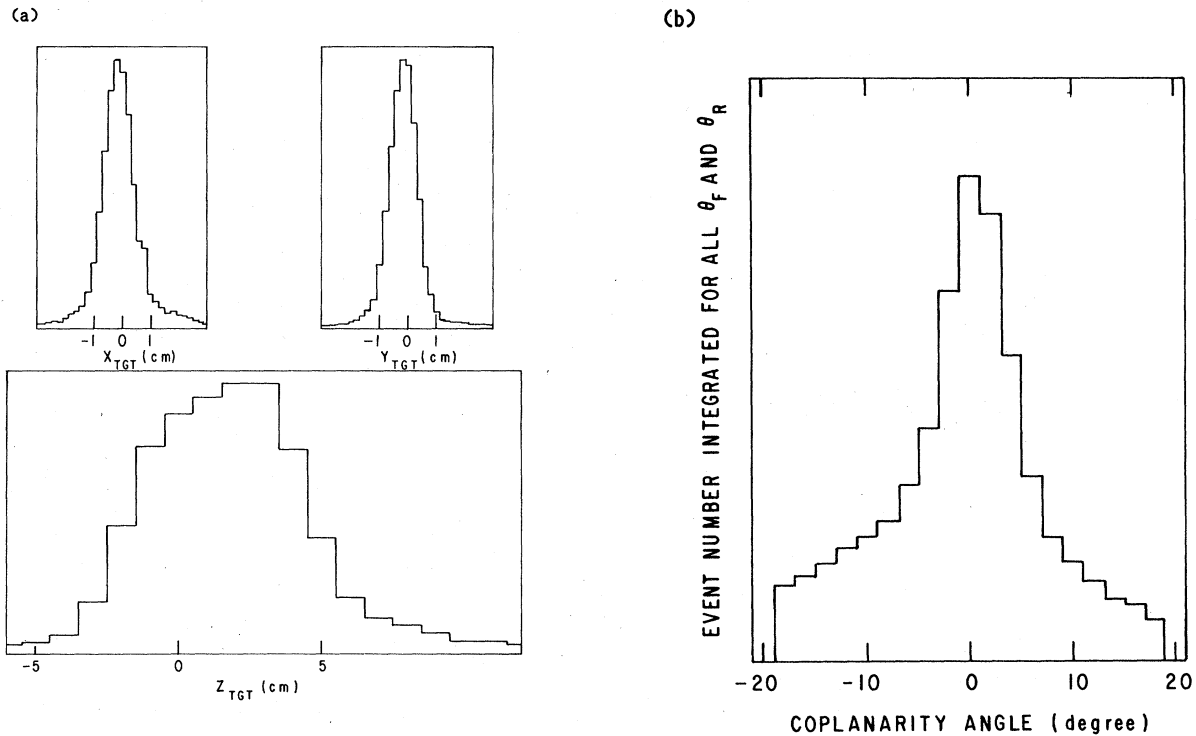 (a)
-1 0 1
X_TGT (cm)
-1 0 1
Y_TGT (cm)
-5 0 5
Z_TGT (cm)
(b)
EVENT NUMBER INTEGRATED FOR ALL θ_F AND θ_R
-20 -10 0 10 20
COPLANARITY ANGLE (degree)